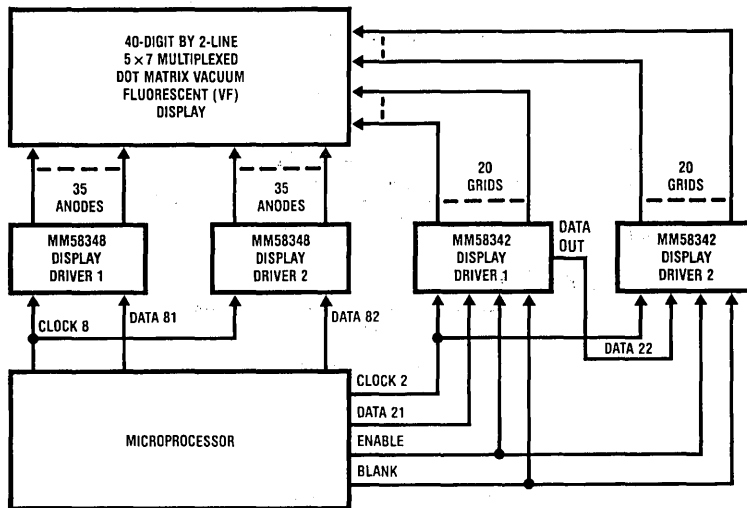 40-DIGIT BY 2-LINE
5 × 7 MULTIPLEXED
DOT MATRIX VACUUM
FLUORESCENT (VF)
DISPLAY
35
ANODES
35
ANODES
20
GRIDS
20
GRIDS
MM58348
DISPLAY
DRIVER 1
MM58348
DISPLAY
DRIVER 2
MM58342
DISPLAY
DRIVER 1
DATA
OUT
MM58342
DISPLAY
DRIVER 2
CLOCK 8
DATA 81
DATA 82
DATA 22
MICROPROCESSOR
CLOCK 2
DATA 21
ENABLE
BLANK